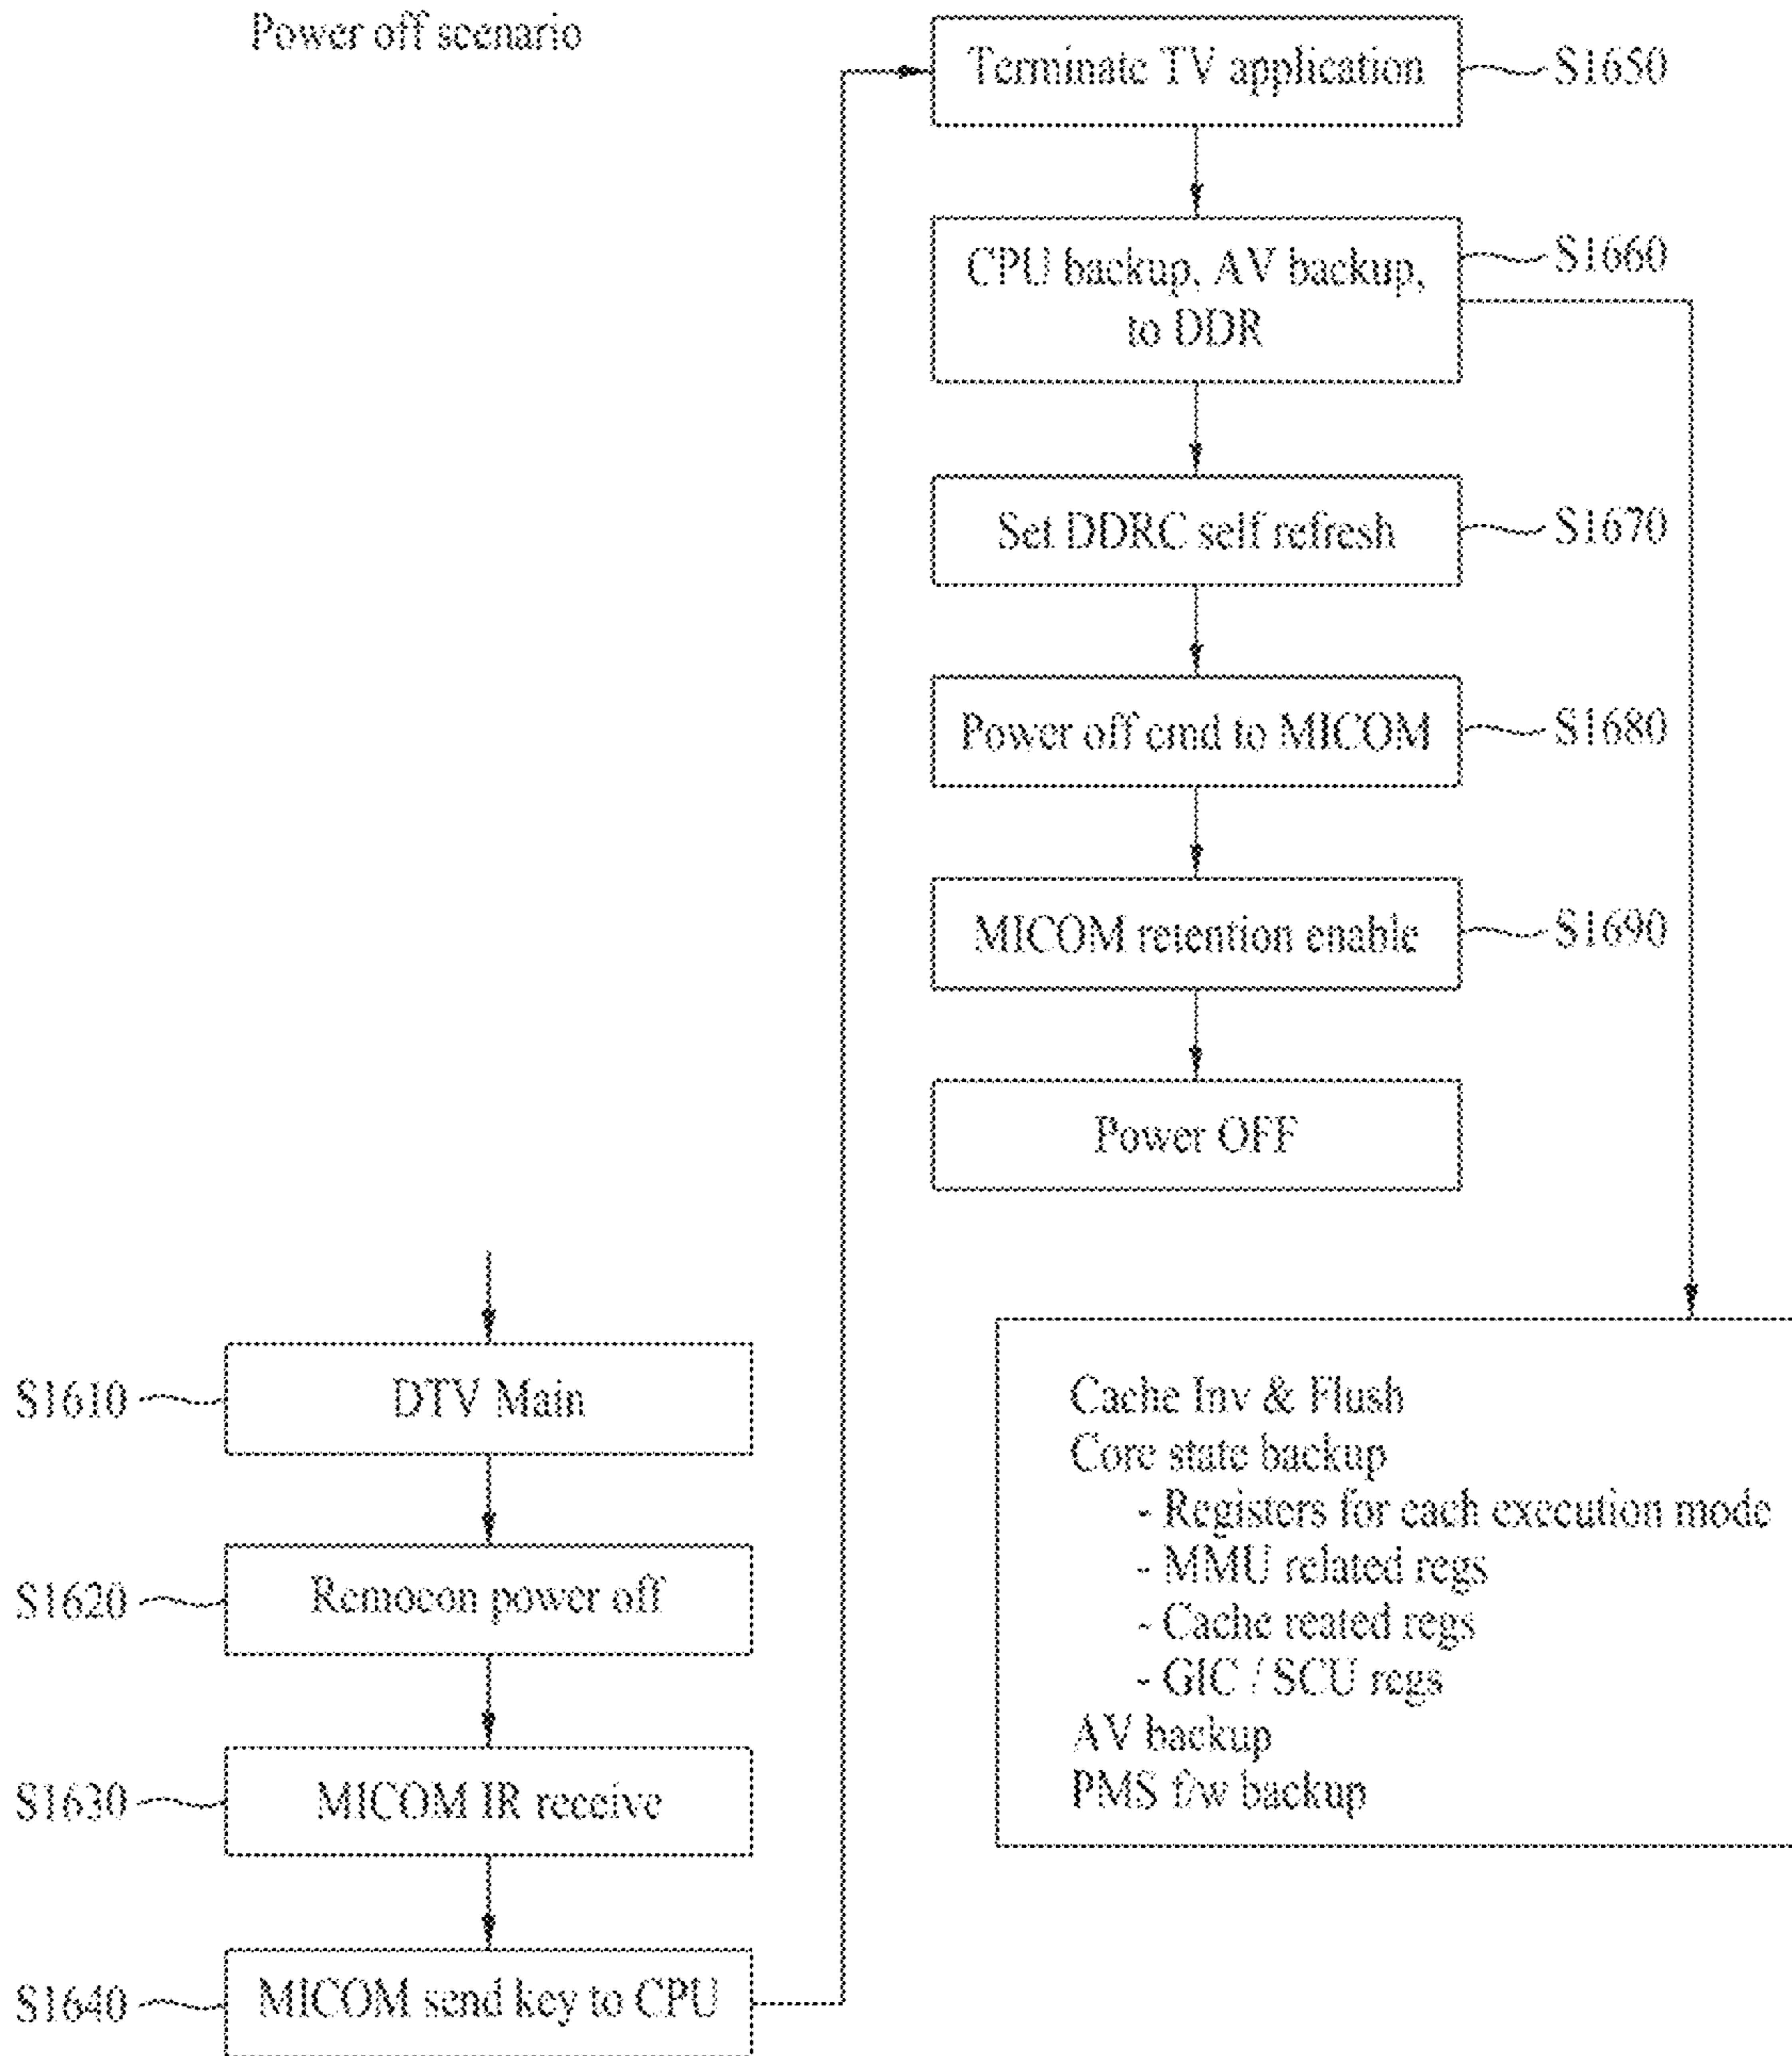 Power off scenario
S1610
DTV Main
S1620
Remocon power off
S1630
MICOM IR receive
S1640
MICOM send key to CPU
Terminate TV application
S1650
CPU backup, AV backup,
to DDR
S1660
Set DDRC self refresh
S1670
Power off cmd to MICOM
S1680
MICOM retention enable
S1690
Power OFF
Cache Inv & Flush
Core state backup
- Registers for each execution mode
- MMU related regs
- Cache reated regs
- GIC / SCU regs
AV backup
PMS f/w backup